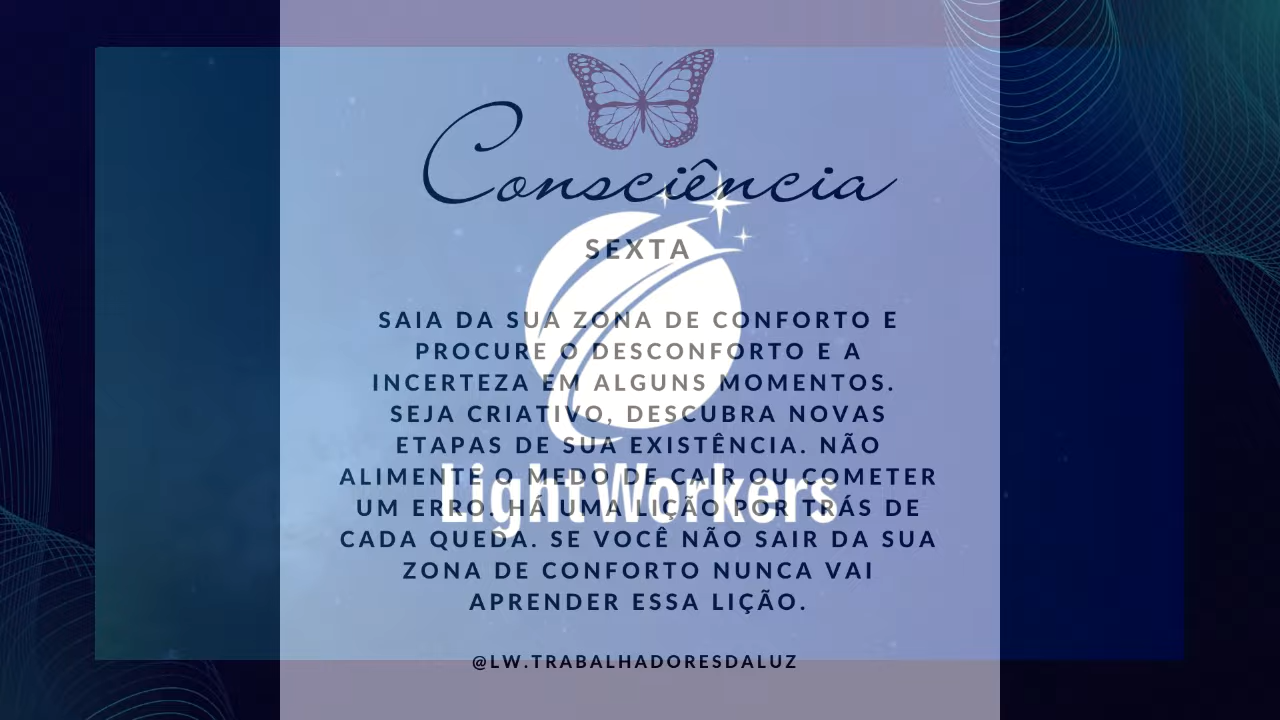 Consciência
SEXTA
SAIA DA SUA ZONA DE CONFORTO E
PROCURE O DESCONFORTO E A
INCERTEZA EM ALGUNS MOMENTOS.
SEJA CRIATIVO, DESCUBRA NOVAS
ETAPAS DE SUA EXISTÊNCIA. NÃO
ALIMENTE O MEDO DE CAIR OU COMETER
UM ERRO. HÁ UMA LIÇÃO POR TRÁS DE
LightWorkers
CADA QUEDA. SE VOCÊ NÃO SAIR DA SUA
ZONA DE CONFORTO NUNCA VAI
APRENDER ESSA LIÇÃO.
@LW.TRABALHADORESDALUZ